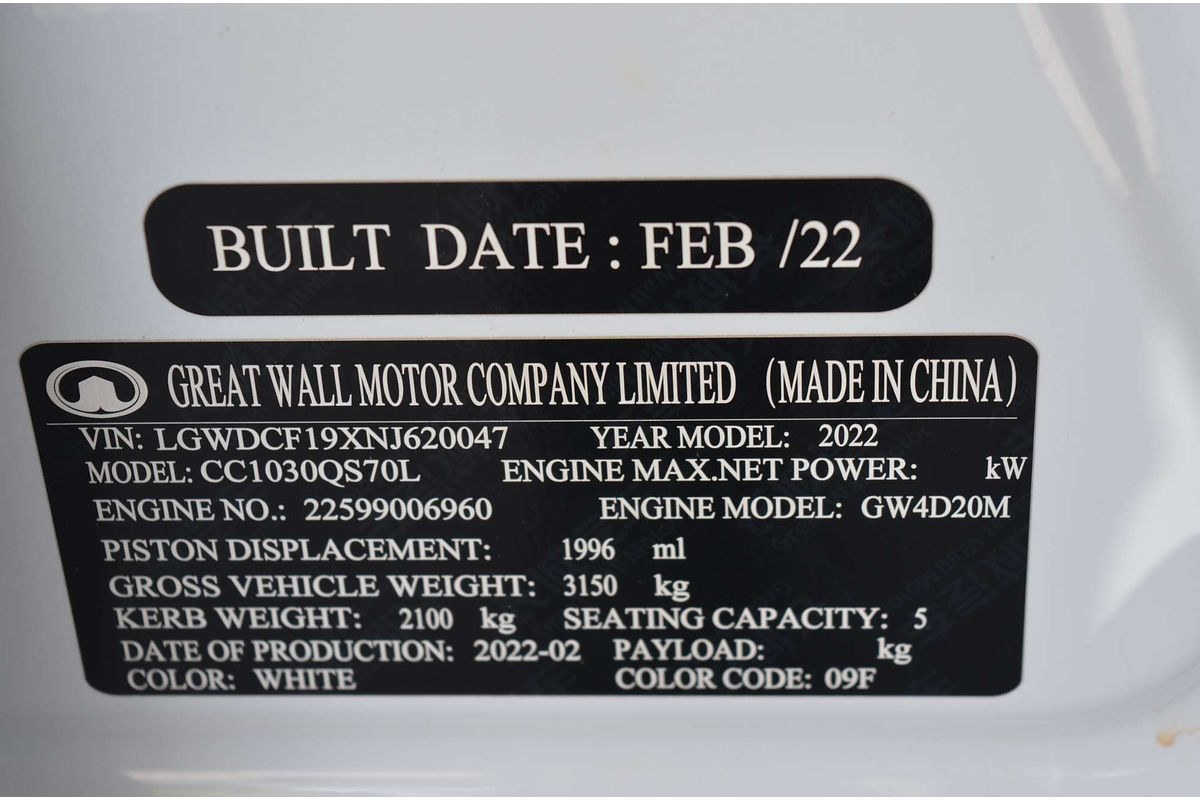 BUILT DATE : FEB /22
GREAT WALL MOTOR COMPANY LIMITED (MADE IN CHINA)
VIN: LGWDCF19XNJ620047 YEAR MODEL: 2022
MODEL: CC1030QS70L ENGINE MAX.NET POWER: kW
ENGINE NO.: 22599006960 ENGINE MODEL: GW4D20M
PISTON DISPLACEMENT: 1996 ml
GROSS VEHICLE WEIGHT: 3150 kg
KERB WEIGHT: 2100 kg SEATING CAPACITY: 5
DATE OF PRODUCTION: 2022-02 PAYLOAD: kg
COLOR: WHITE COLOR CODE: 09F